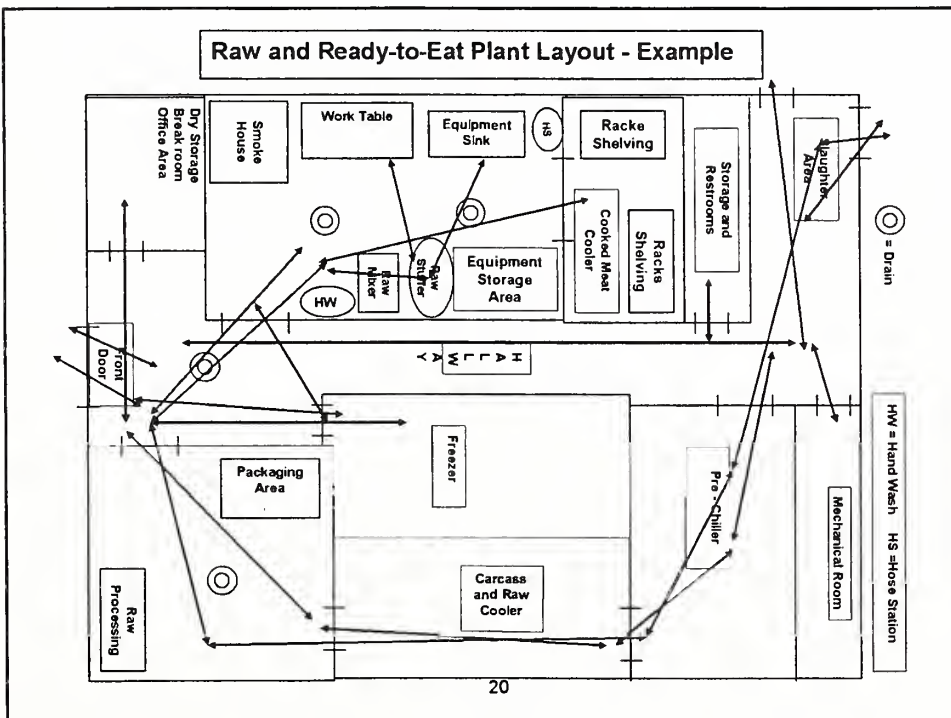 Raw and Ready-to-Eat Plant Layout - Example
Dry Storage
Break room
Office Area
Smoke
House
Work Table
Equipment
Sink
HS
Racke
Shelving
Storage and
Restrooms
Slaughter
Area
= Drain
Cooked Meat
Cooler
Racks
Shelving
HW
Raw
Mixer
Raw
Stuffer
Equipment
Storage
Area
Front
Door
HALLWAY
HW = Hand Wash HS =Hose Station
Packaging
Area
Freezer
Pre - Chiller
Mechanical Room
Raw
Processing
Carcass
and Raw
Cooler
20